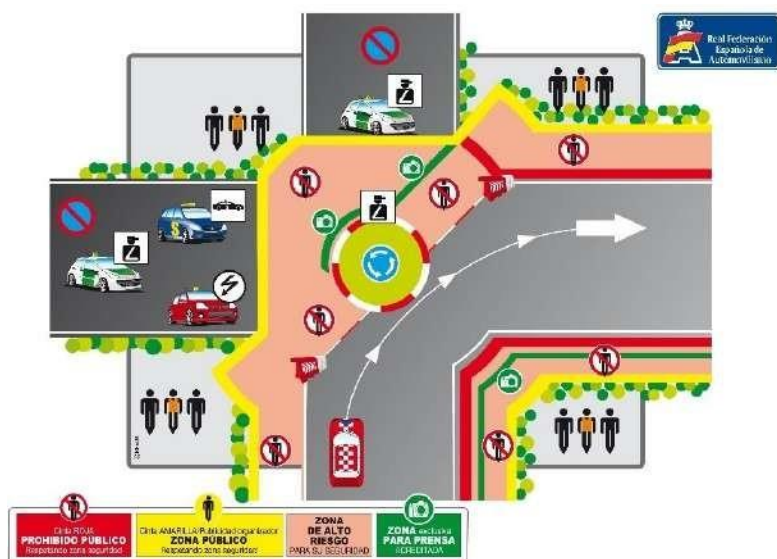 Real Federación
Española de
Automovilismo
S
Cinta ROJA
PROHIBIDO PÚBLICO
Respetando zona seguridad
Cinta AMARILLA/Publicidad organizador
ZONA PÚBLICO
Respetando zona seguridad
ZONA
DE ALTO
RIESGO
PARA SU SEGURIDAD
ZONA exclusiva
PARA PRENSA
ACREDITADA